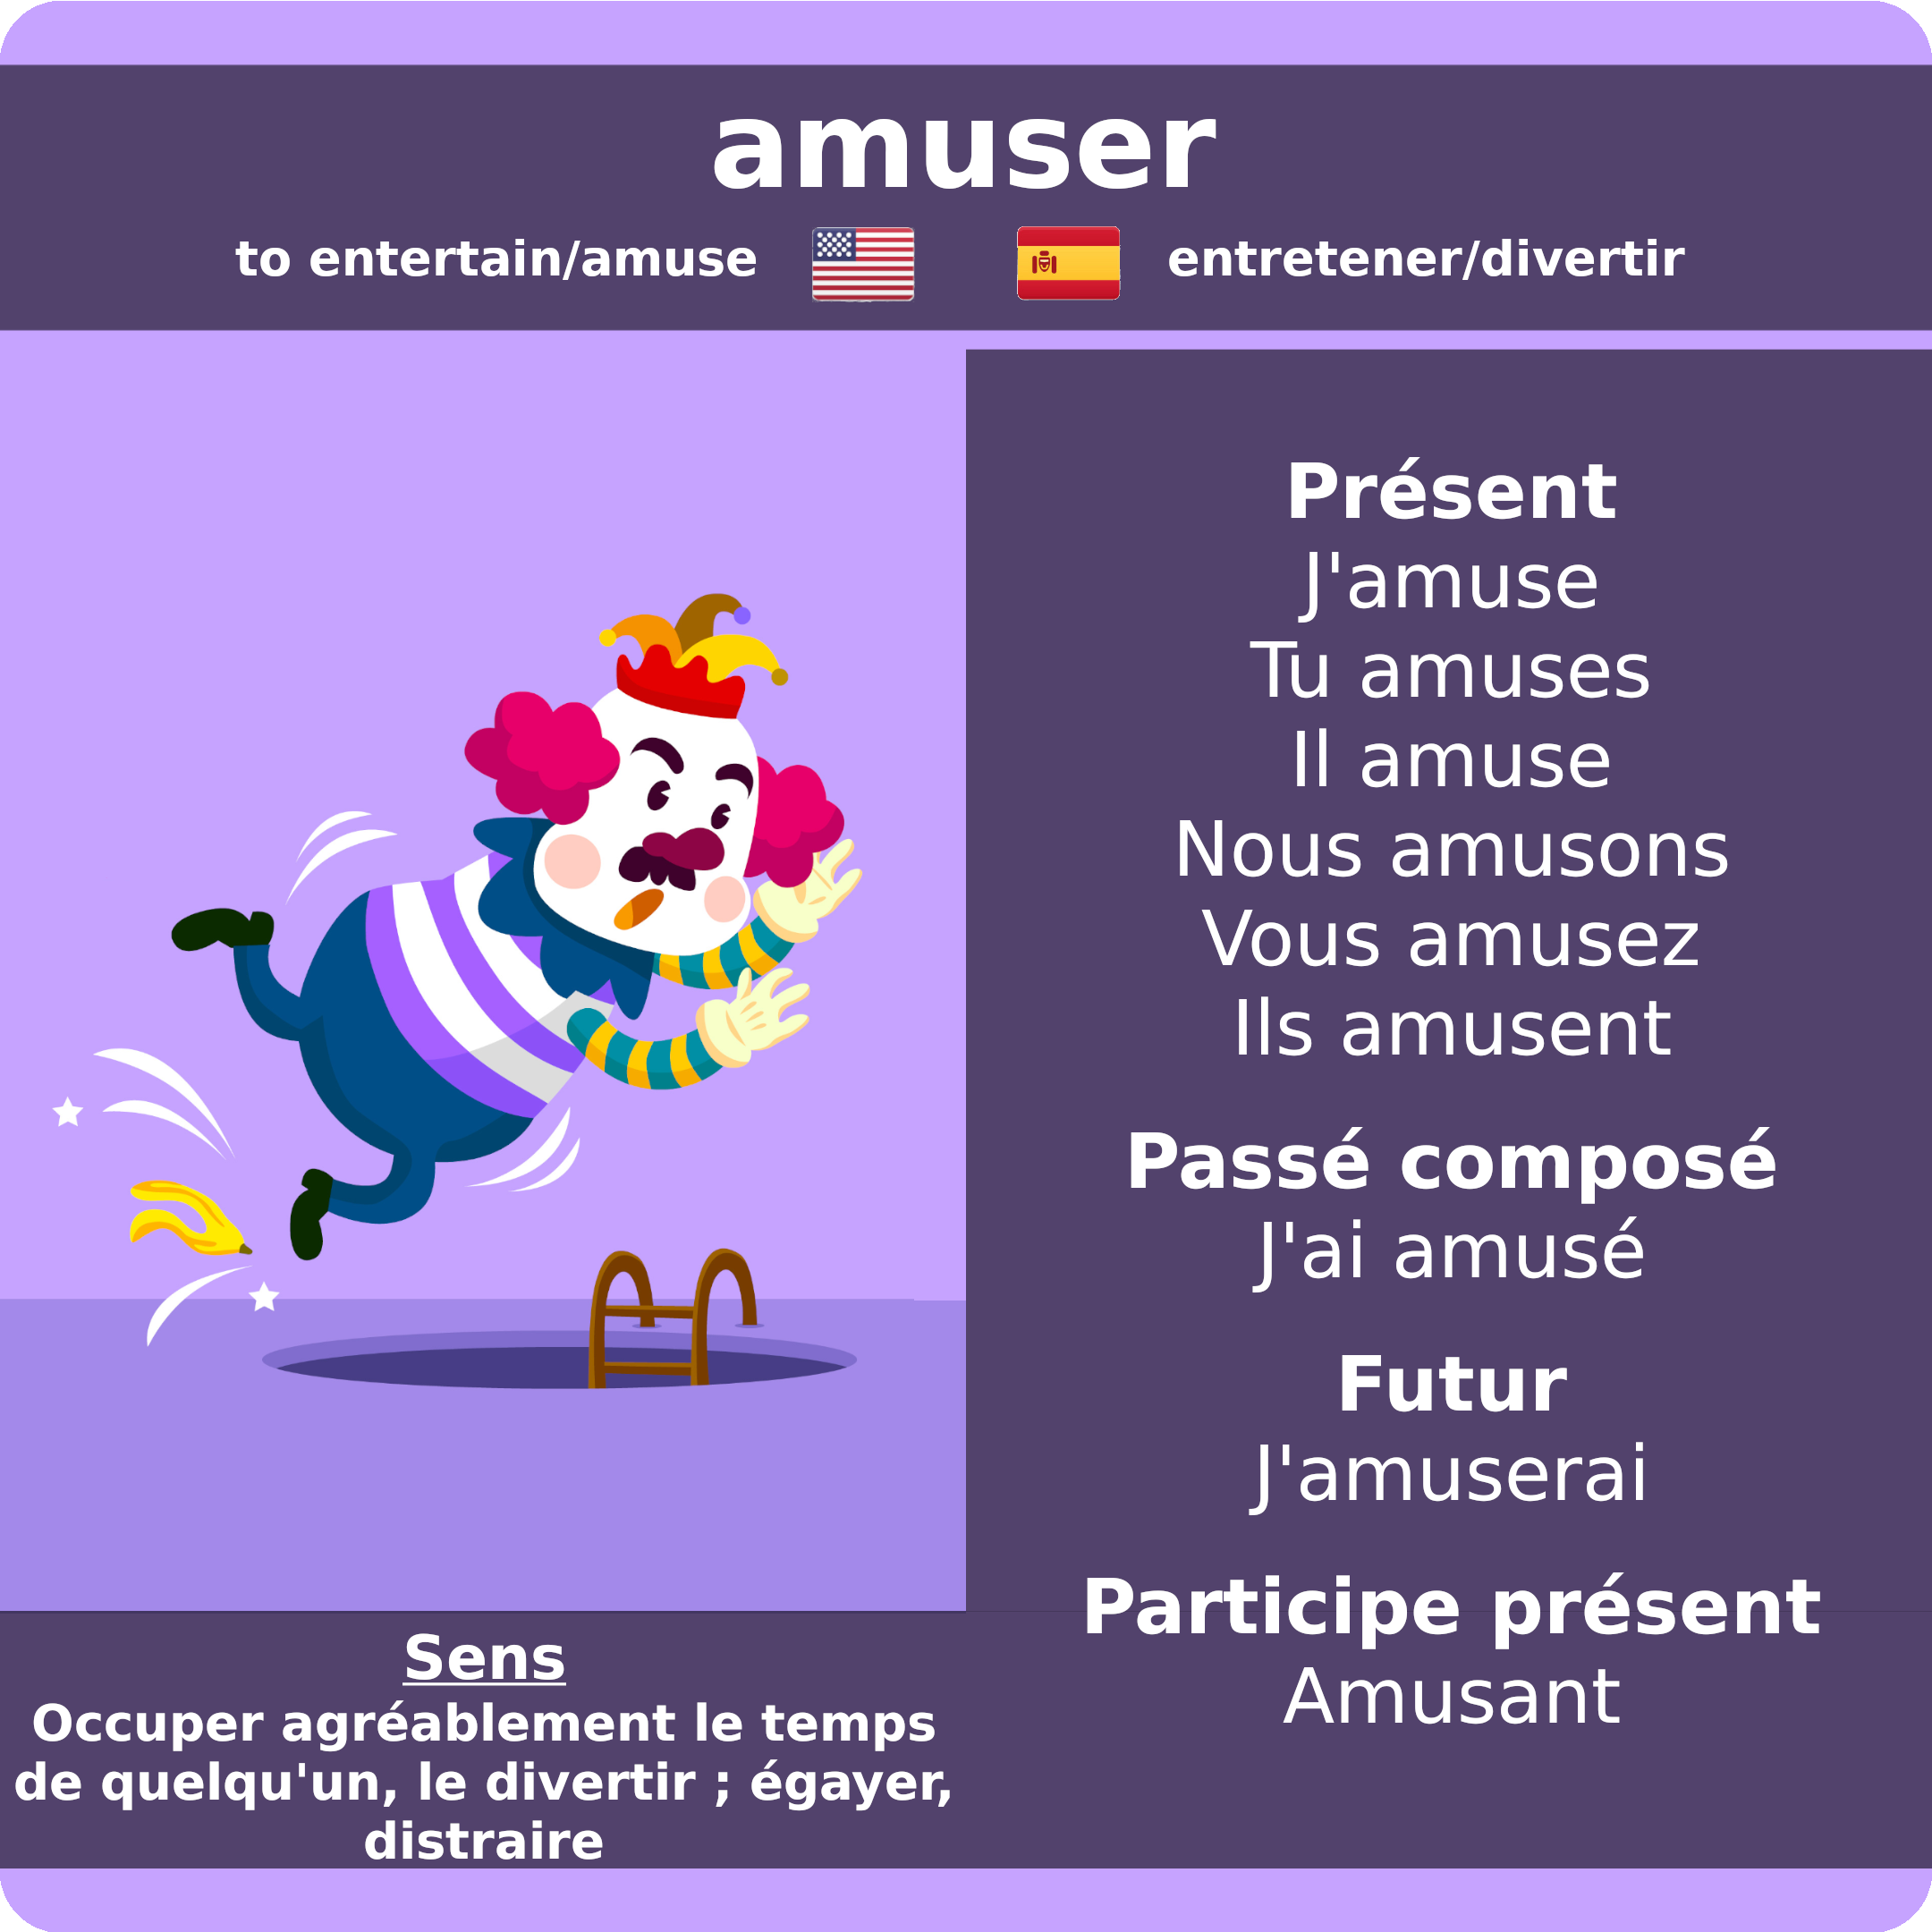 amuser
to entertain/amuse
entretener/divertir
Présent
J'amuse
Tu amuses
Il amuse
Nous amusons
Vous amusez
Ils amusent
Passé composé
J'ai amusé
Futur
J'amuserai
Participe présent
Amusant
Sens
Occuper agréablement le temps
de quelqu'un, le divertir ; égayer,
distraire